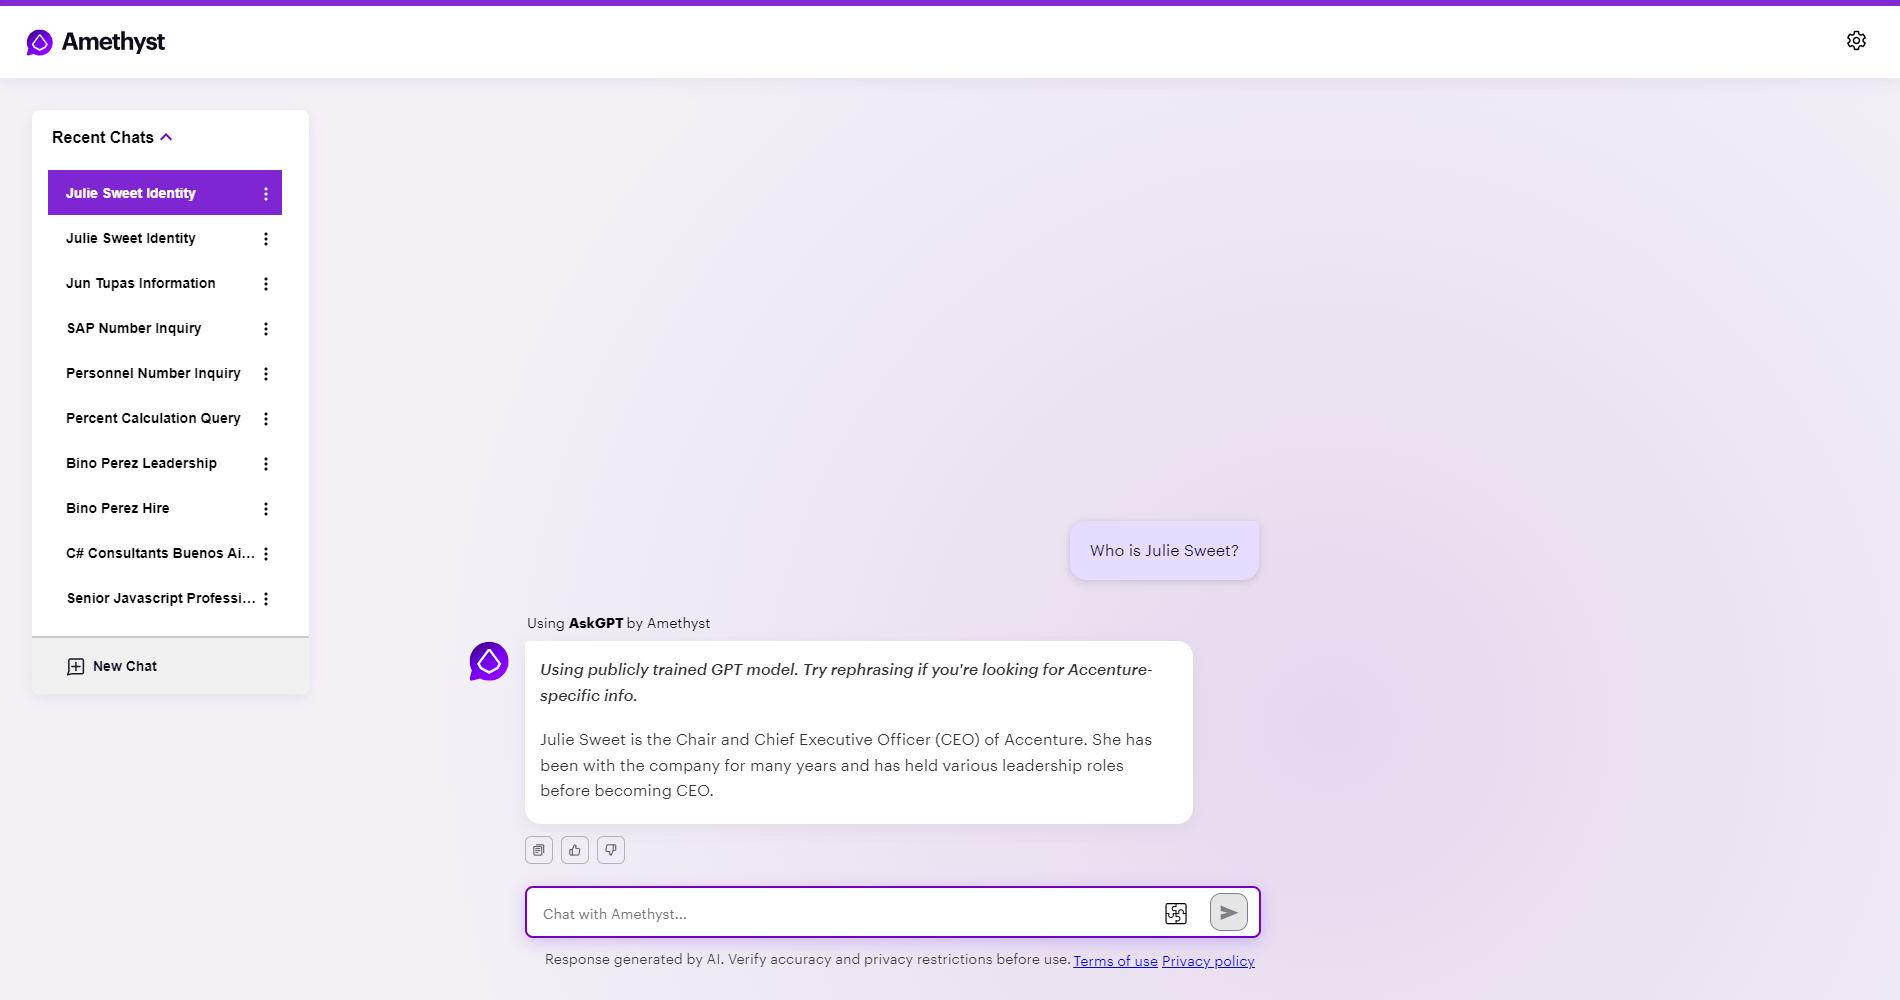 Amethyst
Recent Chats
Julie Sweet Identity
Julie Sweet Identity
Jun Tupas Information
SAP Number Inquiry
Personnel Number Inquiry
Percent Calculation Query
Bino Perez Leadership
Bino Perez Hire
C# Consultants Buenos Ai...
Senior Javascript Professi...
New Chat
Who is Julie Sweet?
Using AskGPT by Amethyst
Using publicly trained GPT model. Try rephrasing if you're looking for Accenture-
specific info.
Julie Sweet is the Chair and Chief Executive Officer (CEO) of Accenture. She has
been with the company for many years and has held various leadership roles
before becoming CEO.
Chat with Amethyst...
Response generated by AI. Verify accuracy and privacy restrictions before use. Terms of use Privacy policy